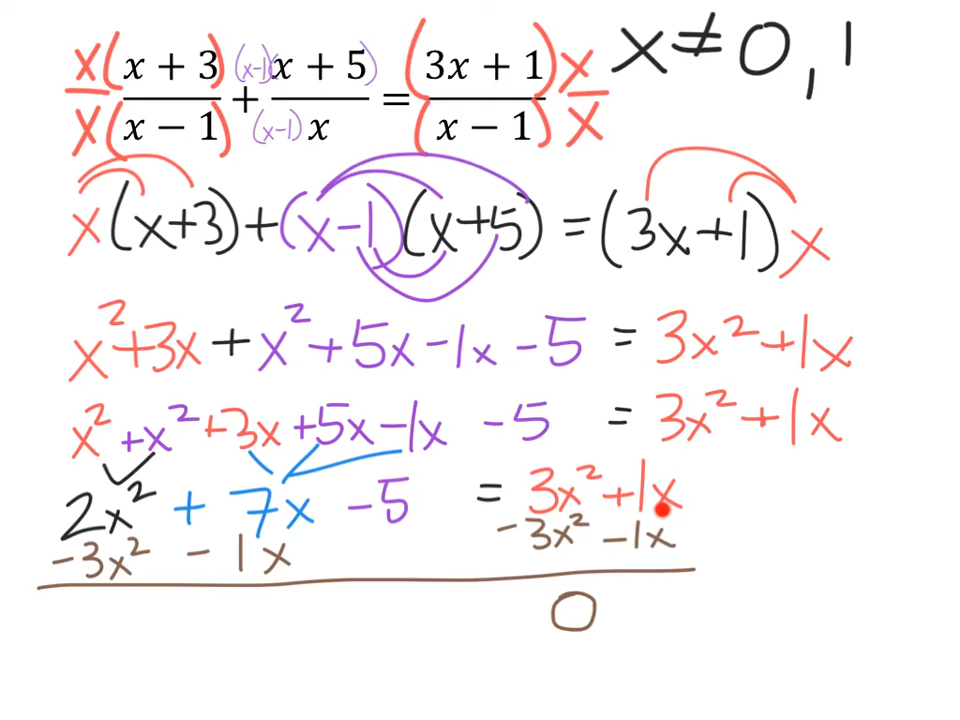 x(x + 3)/x(x − 1) + (x-1)(x + 5)/(x-1) x = (3x + 1)x/(x − 1)x x ≠ 0, 1
x(x+3) + (x-1)(x+5) = (3x+1)x
x² + 3x + x² + 5x - 1x - 5 = 3x² + 1x
x² + x² + 3x + 5x - 1x - 5 = 3x² + 1x
2x² + 7x - 5 = 3x² + 1x
-3x² - 1x -3x² - 1x
0